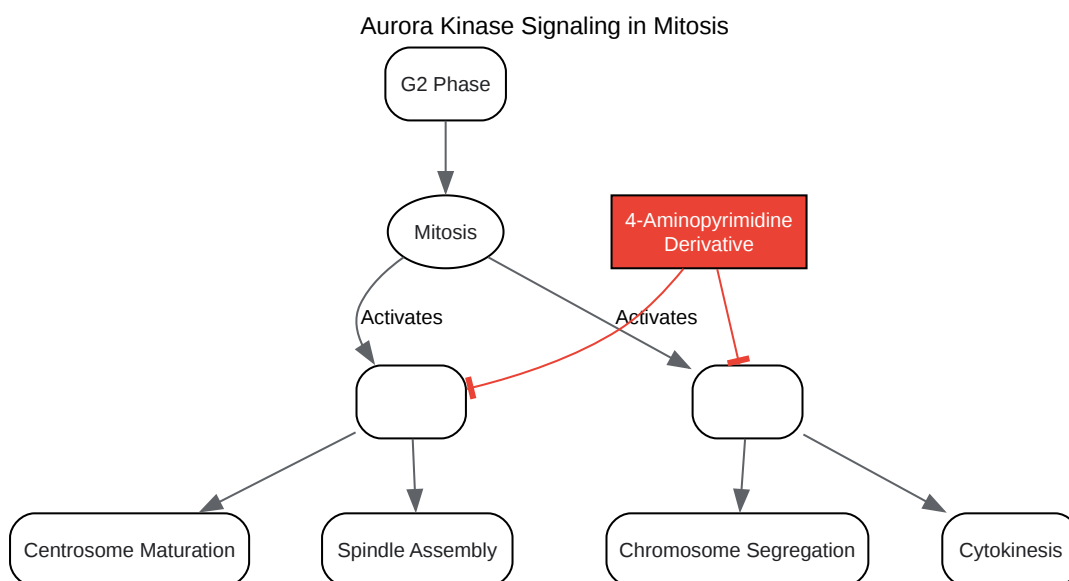 Aurora Kinase Signaling in Mitosis
G2 Phase
Mitosis
4-Aminopyrimidine
Derivative
Activates
Activates
Centrosome Maturation
Spindle Assembly
Chromosome Segregation
Cytokinesis